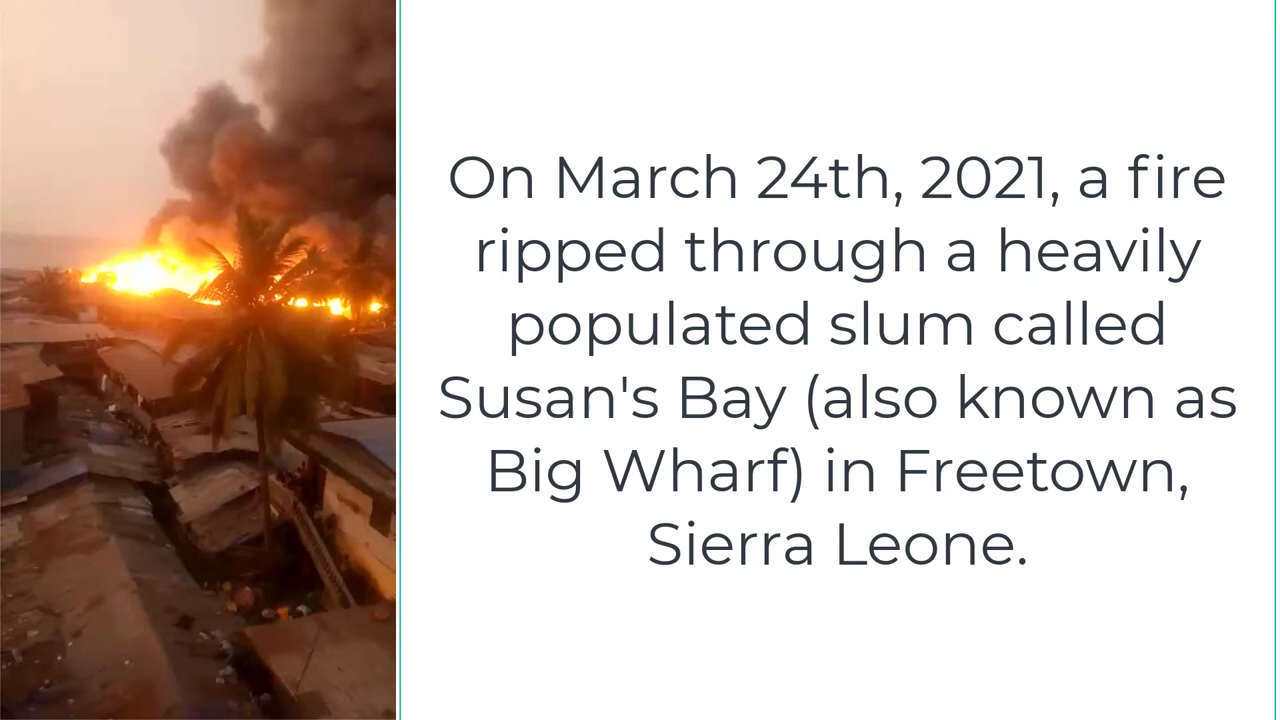 On March 24th, 2021, a fire
ripped through a heavily
populated slum called
Susan's Bay (also known as
Big Wharf) in Freetown,
Sierra Leone.